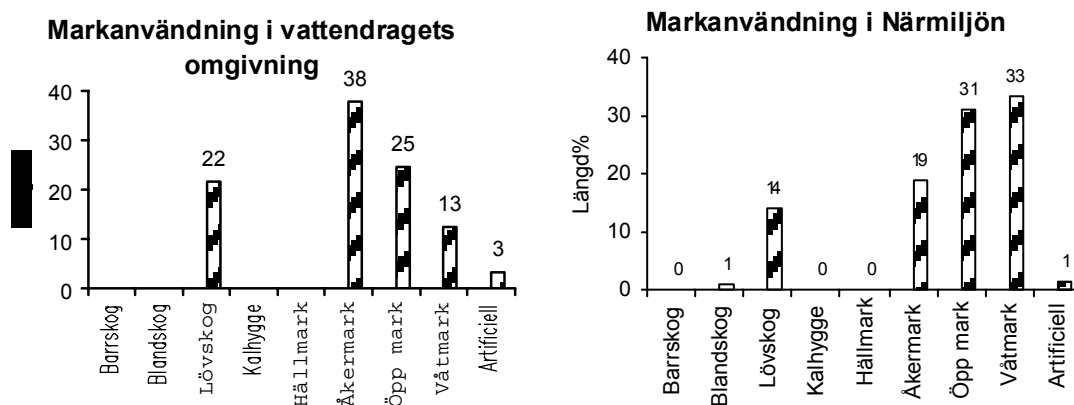 Markanvändning i vattendragets
omgivning
40
30
20
10
0
22
38
25
13
3
Barrskog
Blandskog
Lövskog
Kalhygge
Hällmark
Åkermark
Öpp mark
Våtmark
Artificiell
Markanvändning i Närmiljön
Längd%
40
30
20
10
0
0
1
14
0
0
19
31
33
1
Barrskog
Blandskog
Lövskog
Kalhygge
Hällmark
Åkermark
Öpp mark
Våtmark
Artificiell